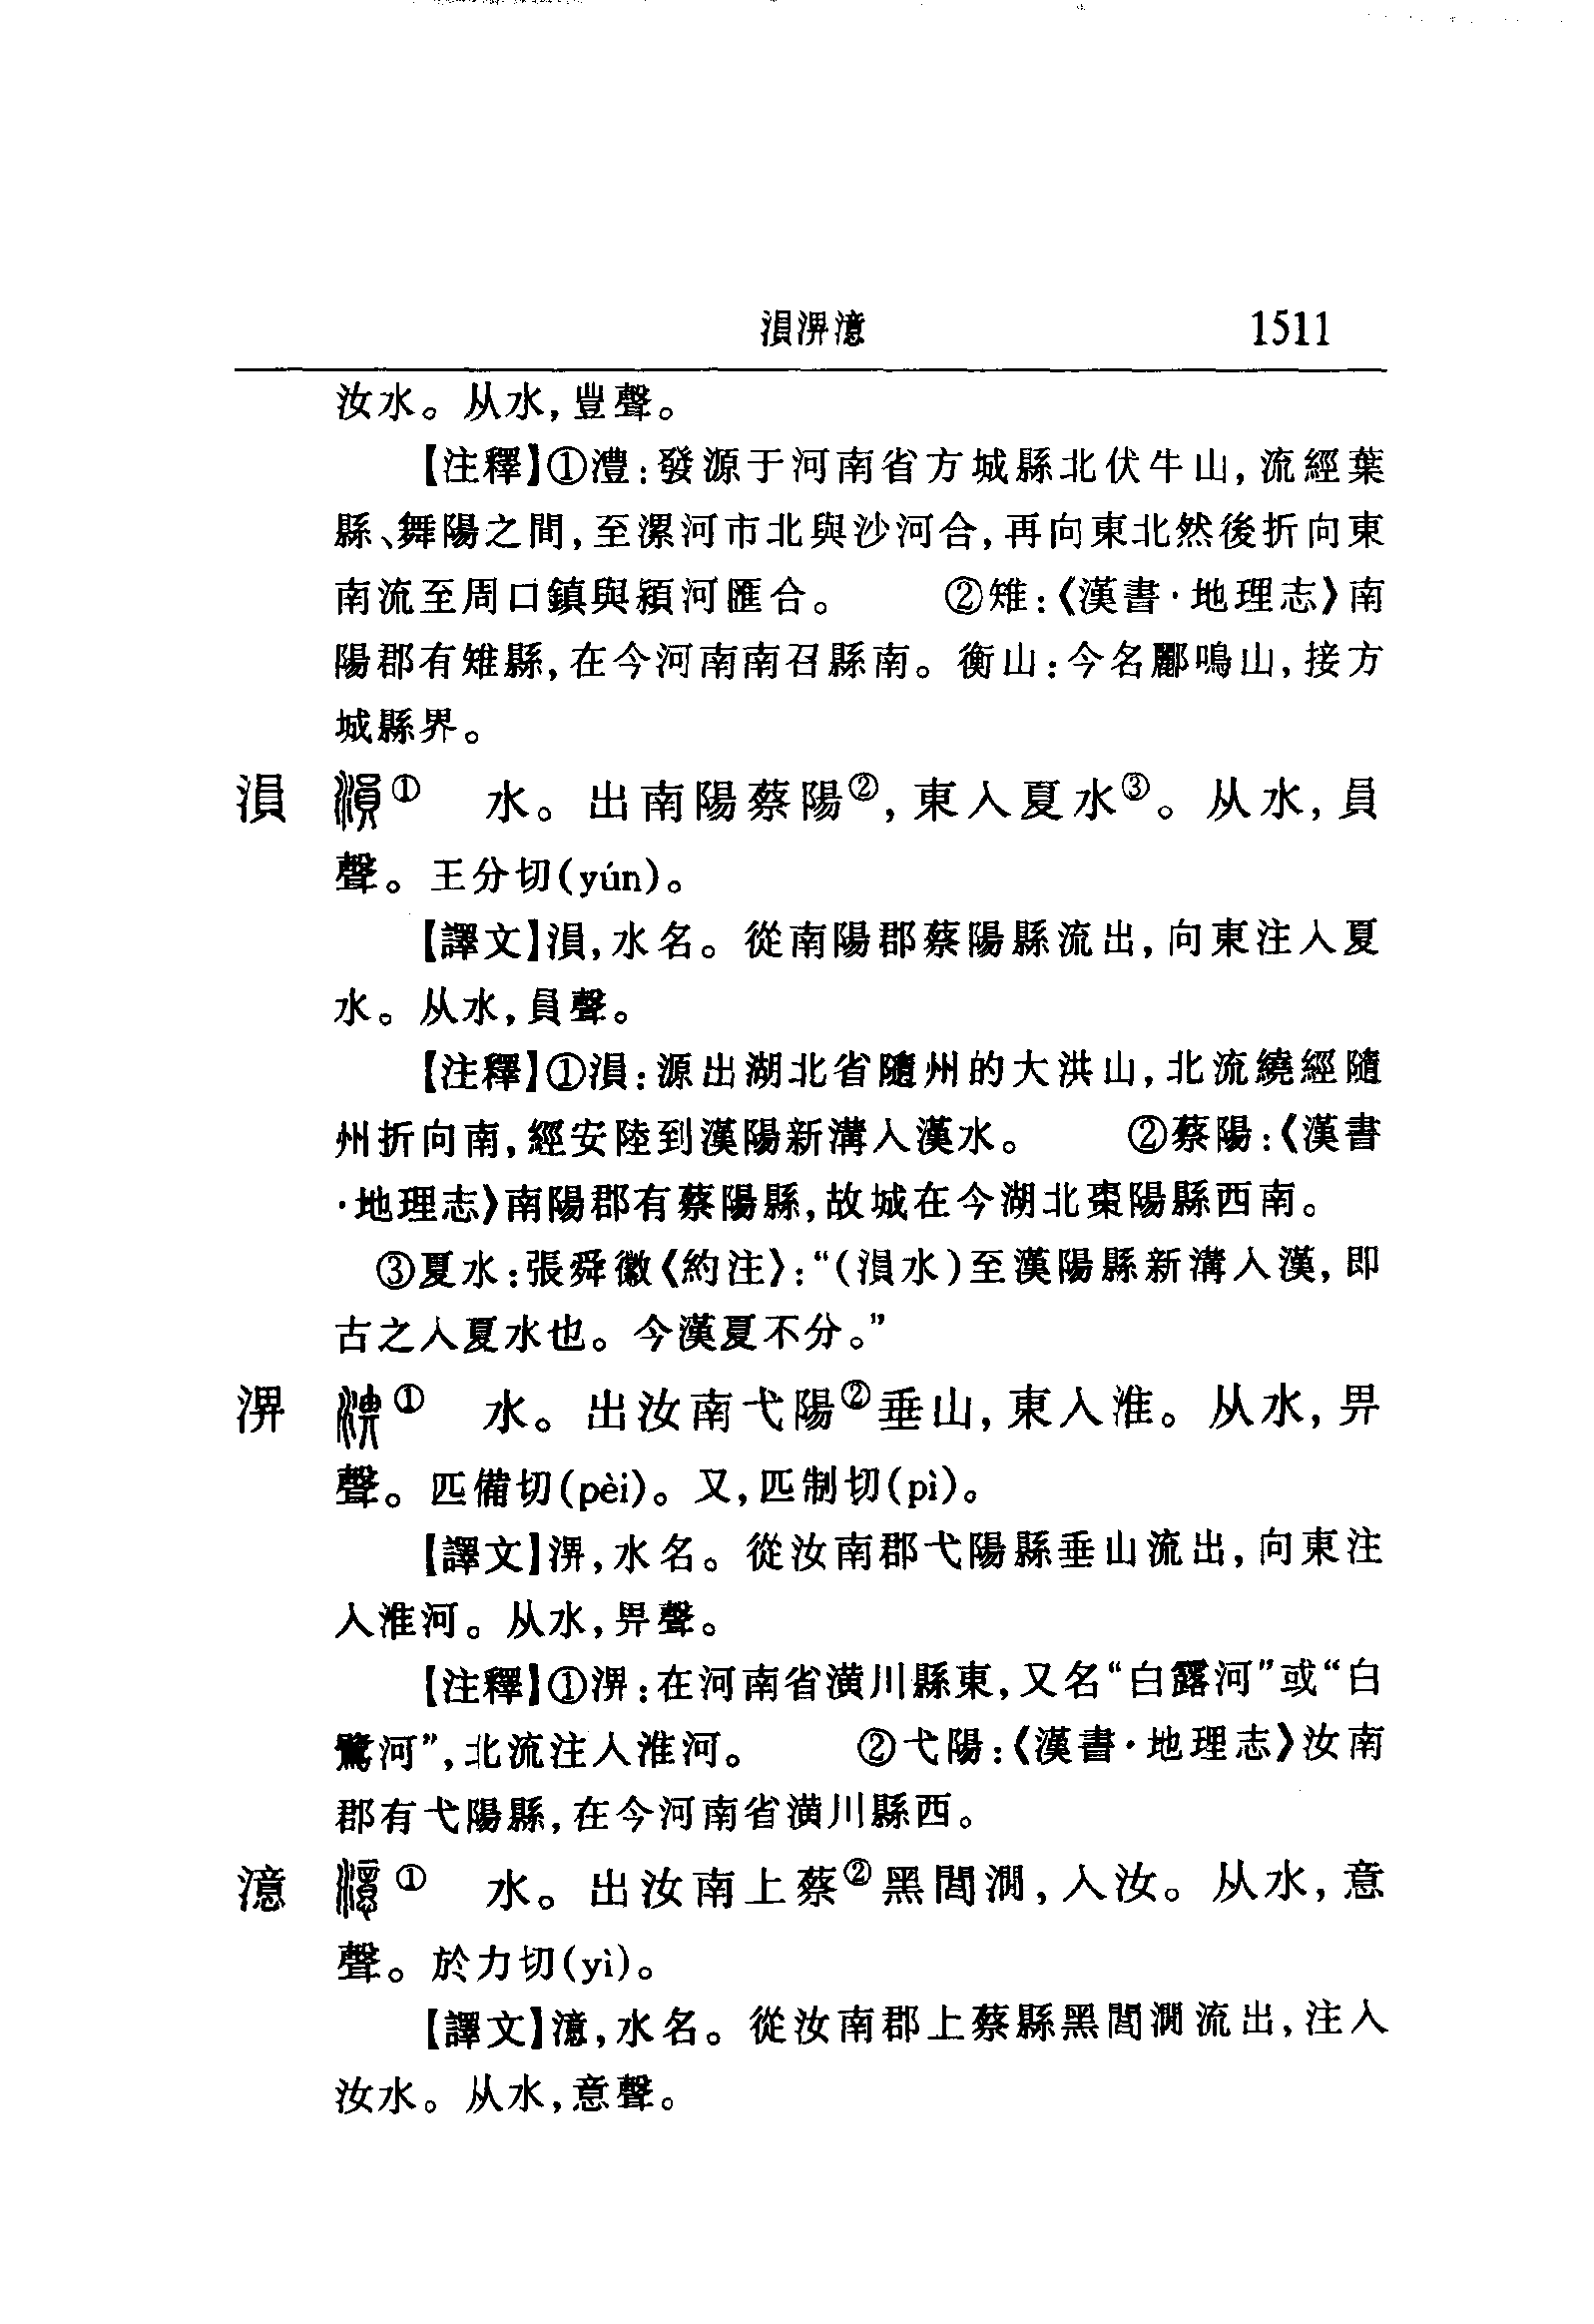 溳淠澺 1511
汝水。从水,豊聲。
【注釋】①澧:發源于河南省方城縣北伏牛山,流經葉
縣、舞陽之間,至漯河市北與沙河合,再向東北然後折向東
南流至周口鎮與潁河匯合。 ②雉:《漢書·地理志》南
陽郡有雉縣,在今河南南召縣南。衡山:今名酈鳴山,接方
城縣界。
溳 ① 水。出南陽蔡陽②,東入夏水③。从水,員
聲。王分切(yún)。
【譯文】溳,水名。從南陽郡蔡陽縣流出,向東注入夏
水。从水,員聲。
【注釋】①溳:源出湖北省隨州的大洪山,北流繞經隨
州折向南,經安陸到漢陽新溝入漢水。 ②蔡陽:《漢書
·地理志》南陽郡有蔡陽縣,故城在今湖北棗陽縣西南。
③夏水:張舜徽《約注》:“(溳水)至漢陽縣新溝入漢,即
古之入夏水也。今漢夏不分。”
淠 ① 水。出汝南弋陽②垂山,東入淮。从水,畀
聲。匹備切(pèi)。又,匹制切(pì)。
【譯文】淠,水名。從汝南郡弋陽縣垂山流出,向東注
入淮河。从水,畀聲。
【注釋】①淠:在河南省潢川縣東,又名“白露河”或“白
鷺河”,北流注入淮河。 ②弋陽:《漢書·地理志》汝南
郡有弋陽縣,在今河南省潢川縣西。
澺 ① 水。出汝南上蔡②黑閭澗,入汝。从水,意
聲。於力切(yì)。
【譯文】澺,水名。從汝南郡上蔡縣黑閭澗流出,注入
汝水。从水,意聲。